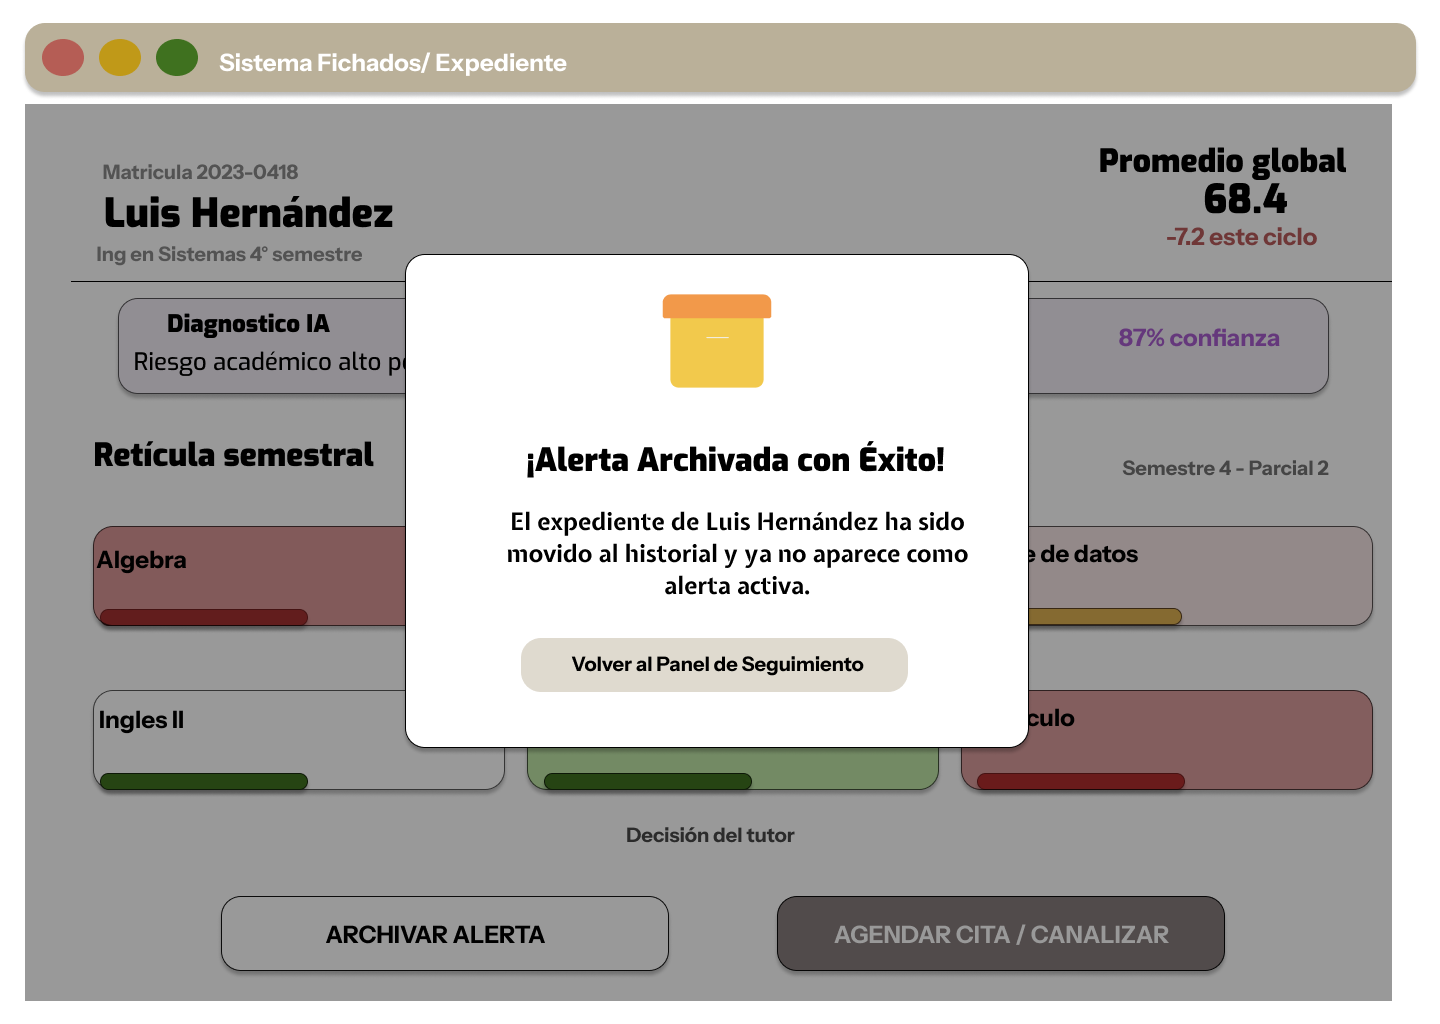 Sistema Fichados/ Expediente
Matricula 2023-0418
Luis Hernández
Ing en Sistemas 4° semestre
Promedio global
68.4
-7.2 este ciclo
Diagnostico IA
Riesgo académico alto
87% confianza
Retícula semestral
Semestre 4 - Parcial 2
¡Alerta Archivada con Éxito!
El expediente de Luis Hernández ha sido
movido al historial y ya no aparece como
alerta activa.
Volver al Panel de Seguimiento
Algebra
de datos
Ingles II
Decisión del tutor
ARCHIVAR ALERTA
AGENDAR CITA / CANALIZAR